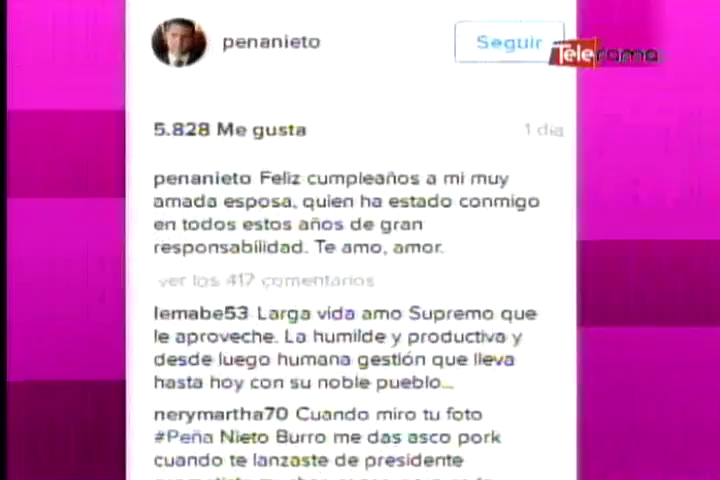 penanieto
Seguir
Telerama
5.828 Me gusta
1 día
penanieto Feliz cumpleaños a mi muy
amada esposa, quien ha estado conmigo
en todos estos años de gran
responsabilidad. Te amo, amor.
ver los 417 comentarios
lemabe53 Larga vida amo Supremo que
le aproveche. La humilde y productiva y
desde luego humana gestión que lleva
hasta hoy con su noble pueblo...
nerymartha70 Cuando miro tu foto
#Peña Nieto Burro me das asco pork
cuando te lanzaste de presidente